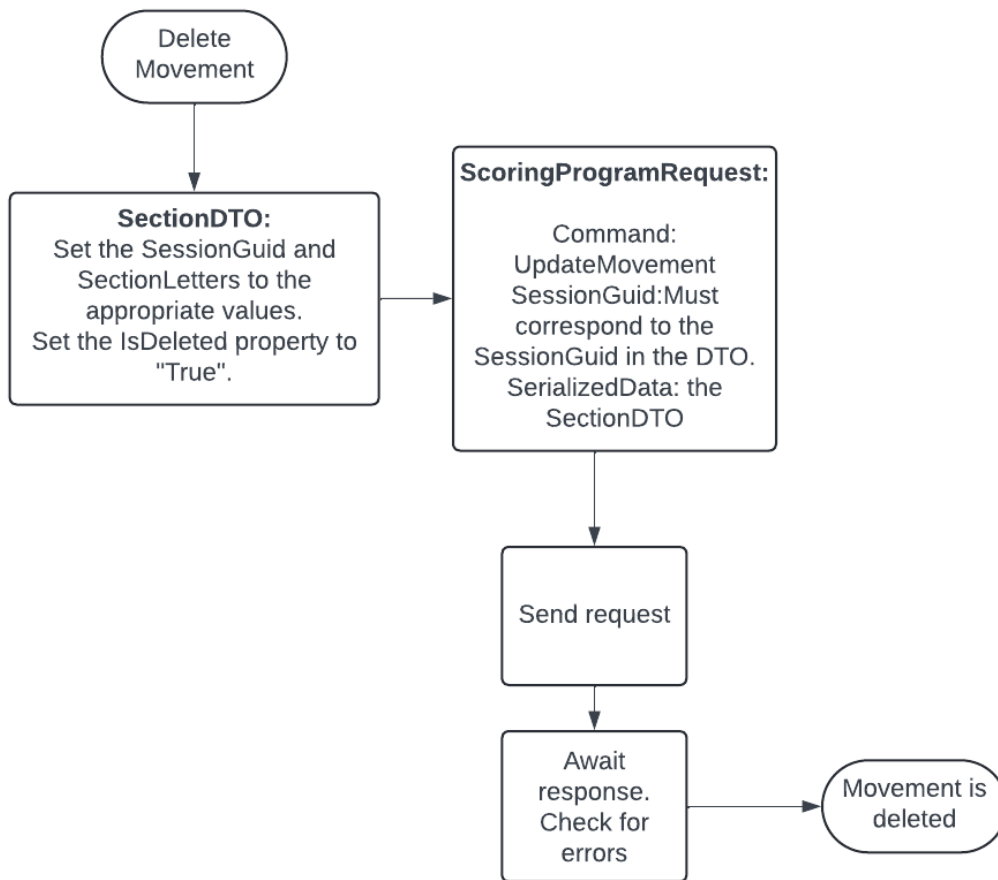 Delete
Movement
SectionDTO:
Set the SessionGuid and
SectionLetters to the
appropriate values.
Set the IsDeleted property to
"True".
ScoringProgramRequest:
Command:
UpdateMovement
SessionGuid:Must
correspond to the
SessionGuid in the DTO.
SerializedData: the
SectionDTO
Send request
Await
response.
Check for
errors
Movement is
deleted